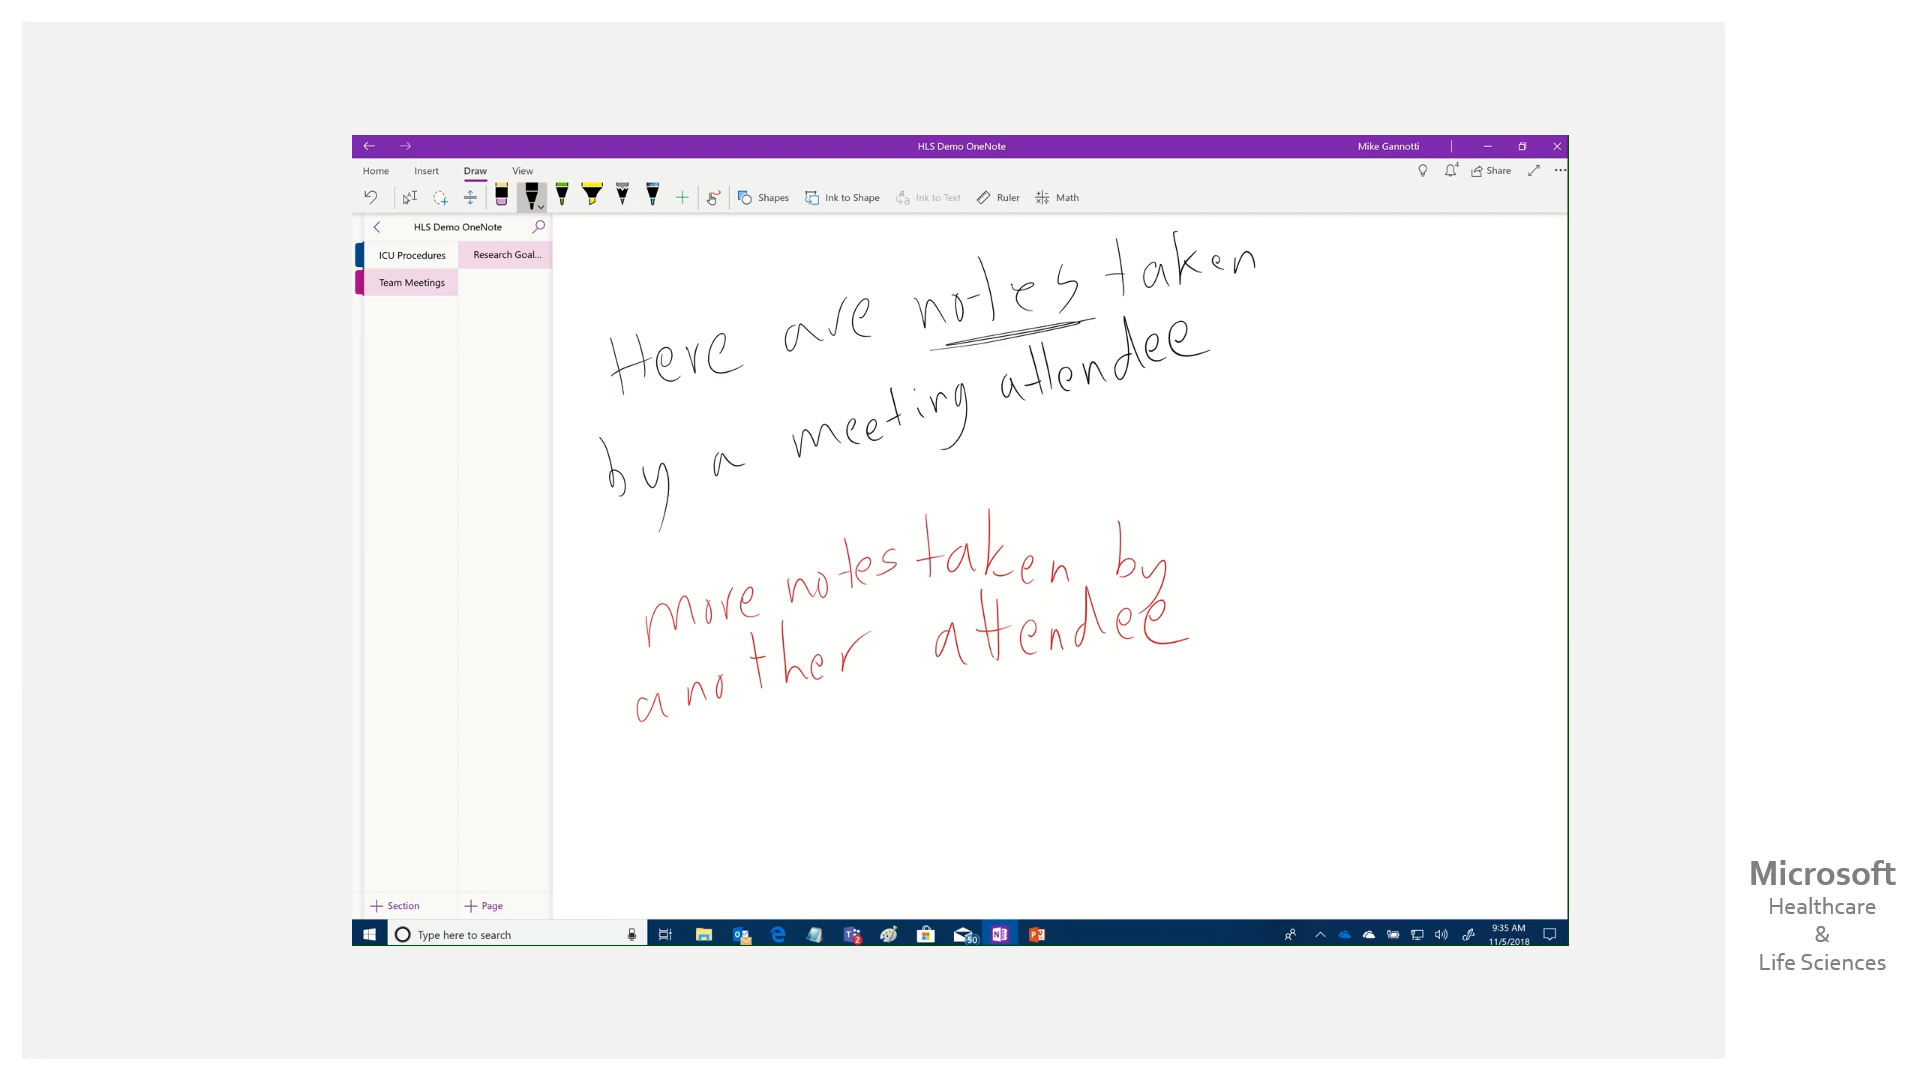 HLS Demo OneNote
Mike Gannotti
Home Insert Draw View
4
Share
Shapes Ink to Shape Ink to Text Ruler Math
HLS Demo OneNote
ICU Procedures
Research Goal...
Team Meetings
Here are notes taken
by a meeting attendee
more notes taken by
another attendee
+ Section
+ Page
Type here to search
2
50
9:35 AM
11/5/2018
Microsoft
Healthcare
&
Life Sciences